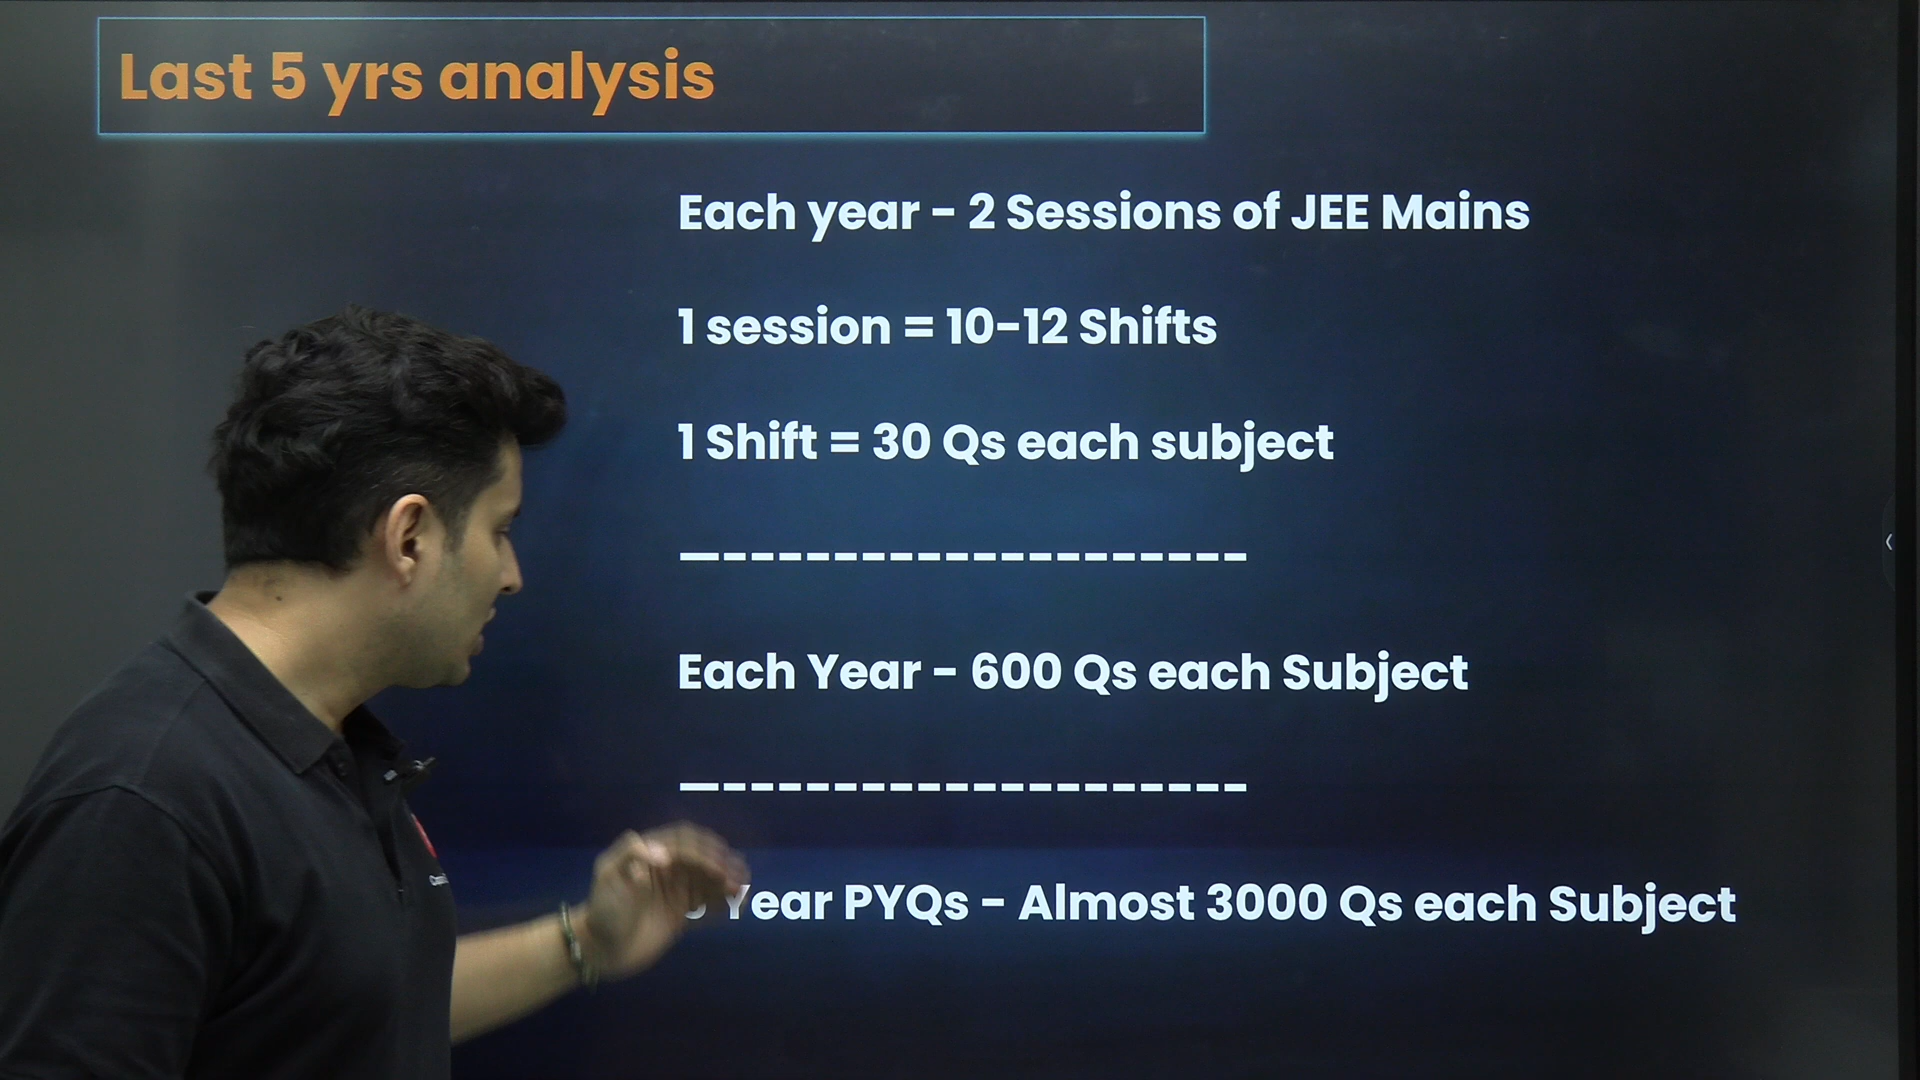 Last 5 yrs analysis
Each year - 2 Sessions of JEE Mains
1 session = 10-12 Shifts
1 Shift = 30 Qs each subject
Each Year - 600 Qs each Subject
Year PYQs - Almost 3000 Qs each Subject